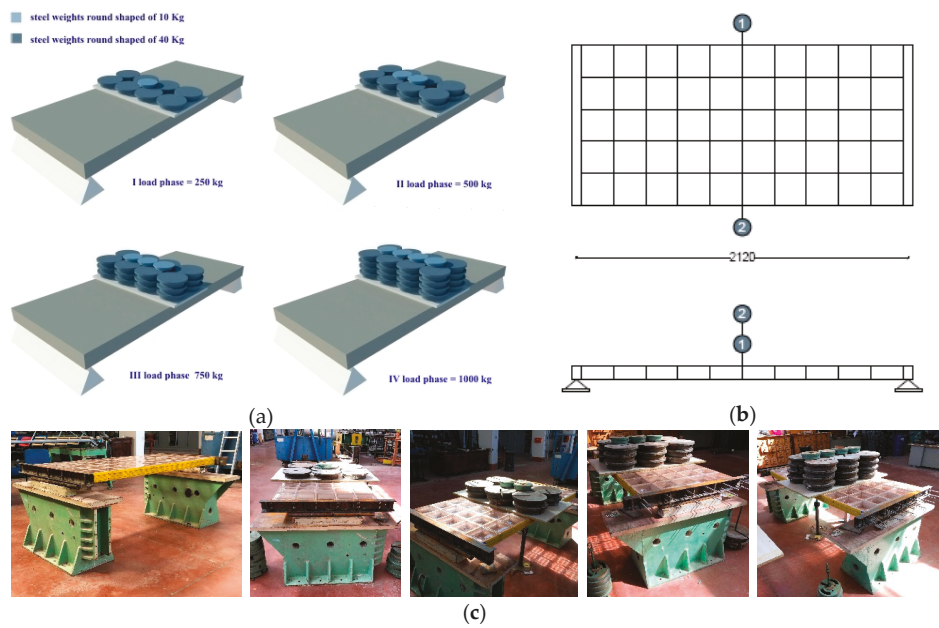 steel weights round shaped of 10 Kg
steel weights round shaped of 40 Kg
I load phase = 250 kg
II load phase = 500 kg
III load phase 750 kg
IV load phase = 1000 kg
(a)
1
2
2120
2
1
(b)
(c)